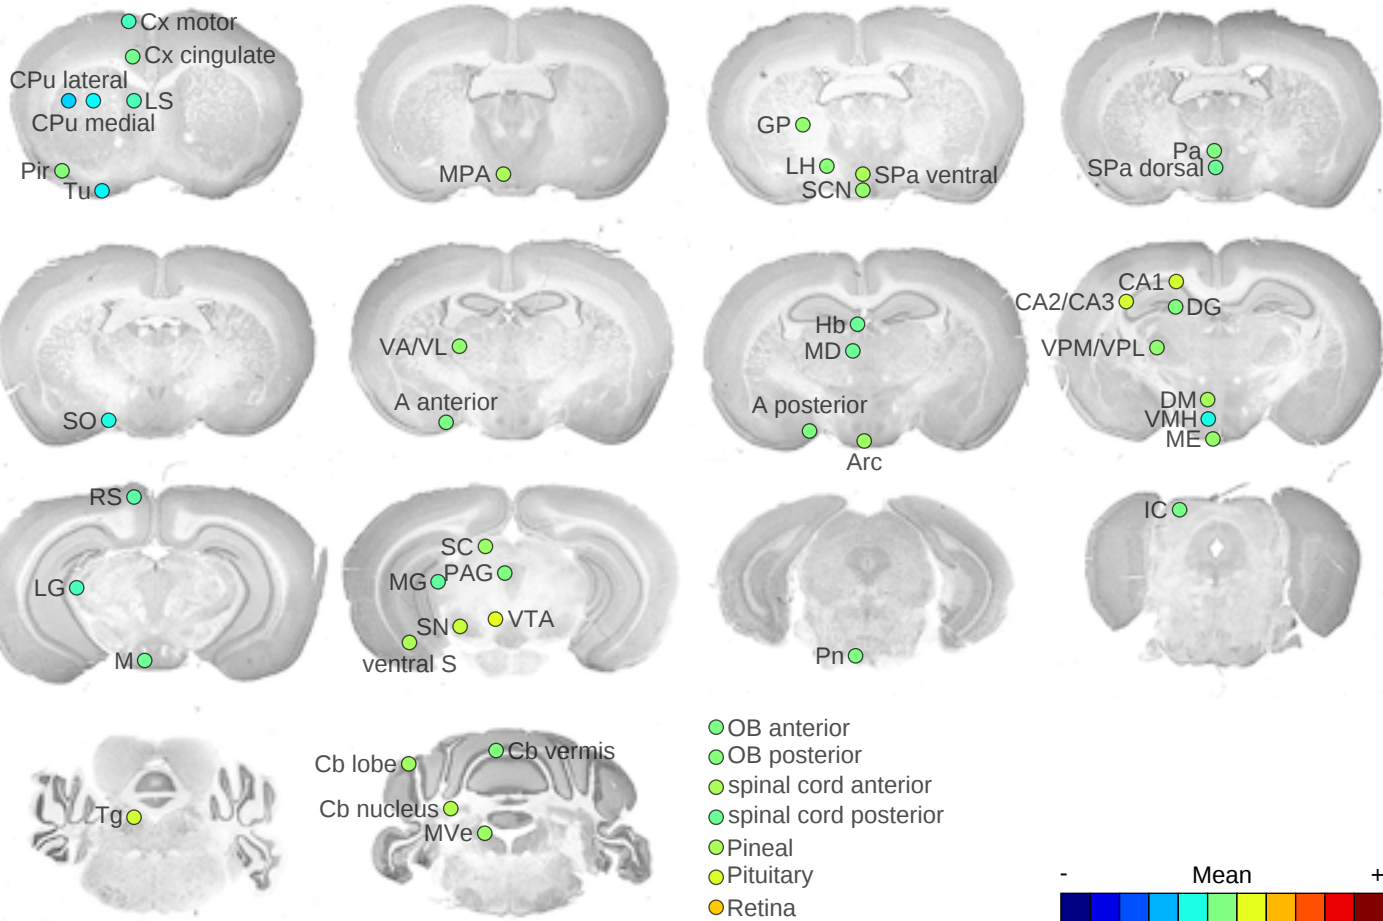 Cx motor
Cx cingulate
CPu lateral
LS
CPu medial
Pir
Tu
MPA
GP
LH
SPa ventral
SCN
Pa
SPa dorsal
SO
VA/VL
A anterior
Hb
MD
A posterior
Arc
CA1
CA2/CA3
DG
VPM/VPL
DM
VMH
ME
RS
LG
M
SC
MG
PAG
SN
VTA
ventral S
Pn
IC
Tg
Cb lobe
Cb vermis
Cb nucleus
MVe
OB anterior
OB posterior
spinal cord anterior
spinal cord posterior
Pineal
Pituitary
Retina
- Mean +